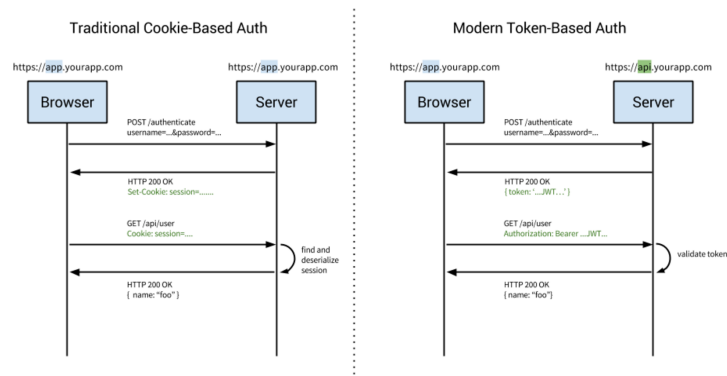 Traditional Cookie-Based Auth
https://app.yourapp.com
https://app.yourapp.com
Browser
Server
POST /authenticate
username=...&password=...
HTTP 200 OK
Set-Cookie: session=.......
GET /api/user
Cookie: session=....
find and
deserialize
session
HTTP 200 OK
{ name: “foo” }
Modern Token-Based Auth
https://app.yourapp.com
https://api.yourapp.com
Browser
Server
POST /authenticate
username=...&password=...
HTTP 200 OK
{ token: ‘...JWT...’ }
GET /api/user
Authorization: Bearer ...JWT...
validate token
HTTP 200 OK
{ name: “foo”}